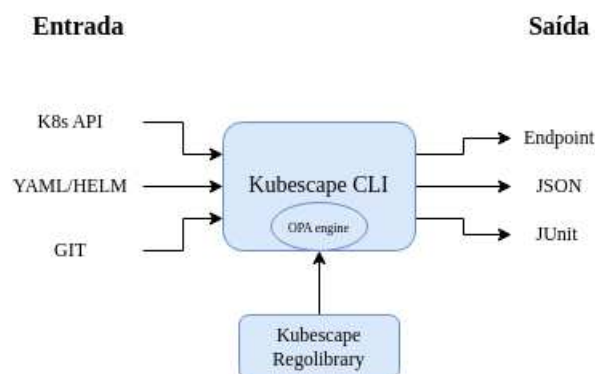 Entrada
Saída
K8s API
Endpoint
YAML/HELM
Kubescape CLI
JSON
OPA engine
JUnit
GIT
Kubescape
Regolibrary